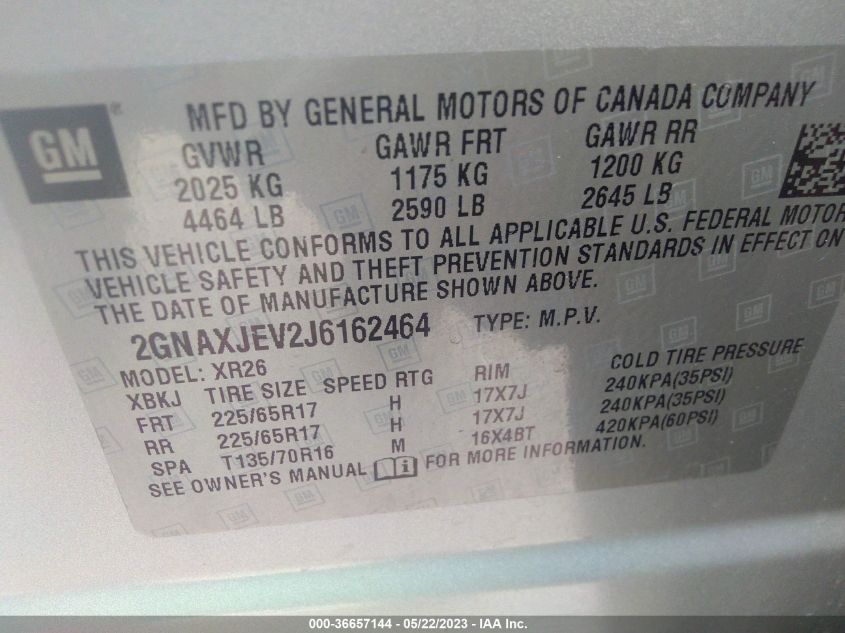 GM
MFD BY GENERAL MOTORS OF CANADA COMPANY
GVWR GAWR FRT GAWR RR
2025 KG 1175 KG 1200 KG
4464 LB 2590 LB 2645 LB
THIS VEHICLE CONFORMS TO ALL APPLICABLE U.S. FEDERAL MOTOR
VEHICLE SAFETY AND THEFT PREVENTION STANDARDS IN EFFECT ON
THE DATE OF MANUFACTURE SHOWN ABOVE.
2GNAXJEV2J6162464 TYPE: M.P.V.
MODEL: XR26
XBKJ TIRE SIZE SPEED RTG RIM COLD TIRE PRESSURE
FRT 225/65R17 H 17X7J 240KPA(35PSI)
RR 225/65R17 H 17X7J 240KPA(35PSI)
SPA T135/70R16 M 16X4BT 420KPA(60PSI)
SEE OWNER'S MANUAL FOR MORE INFORMATION.
000-36657144 - 05/22/2023 - IAA Inc.